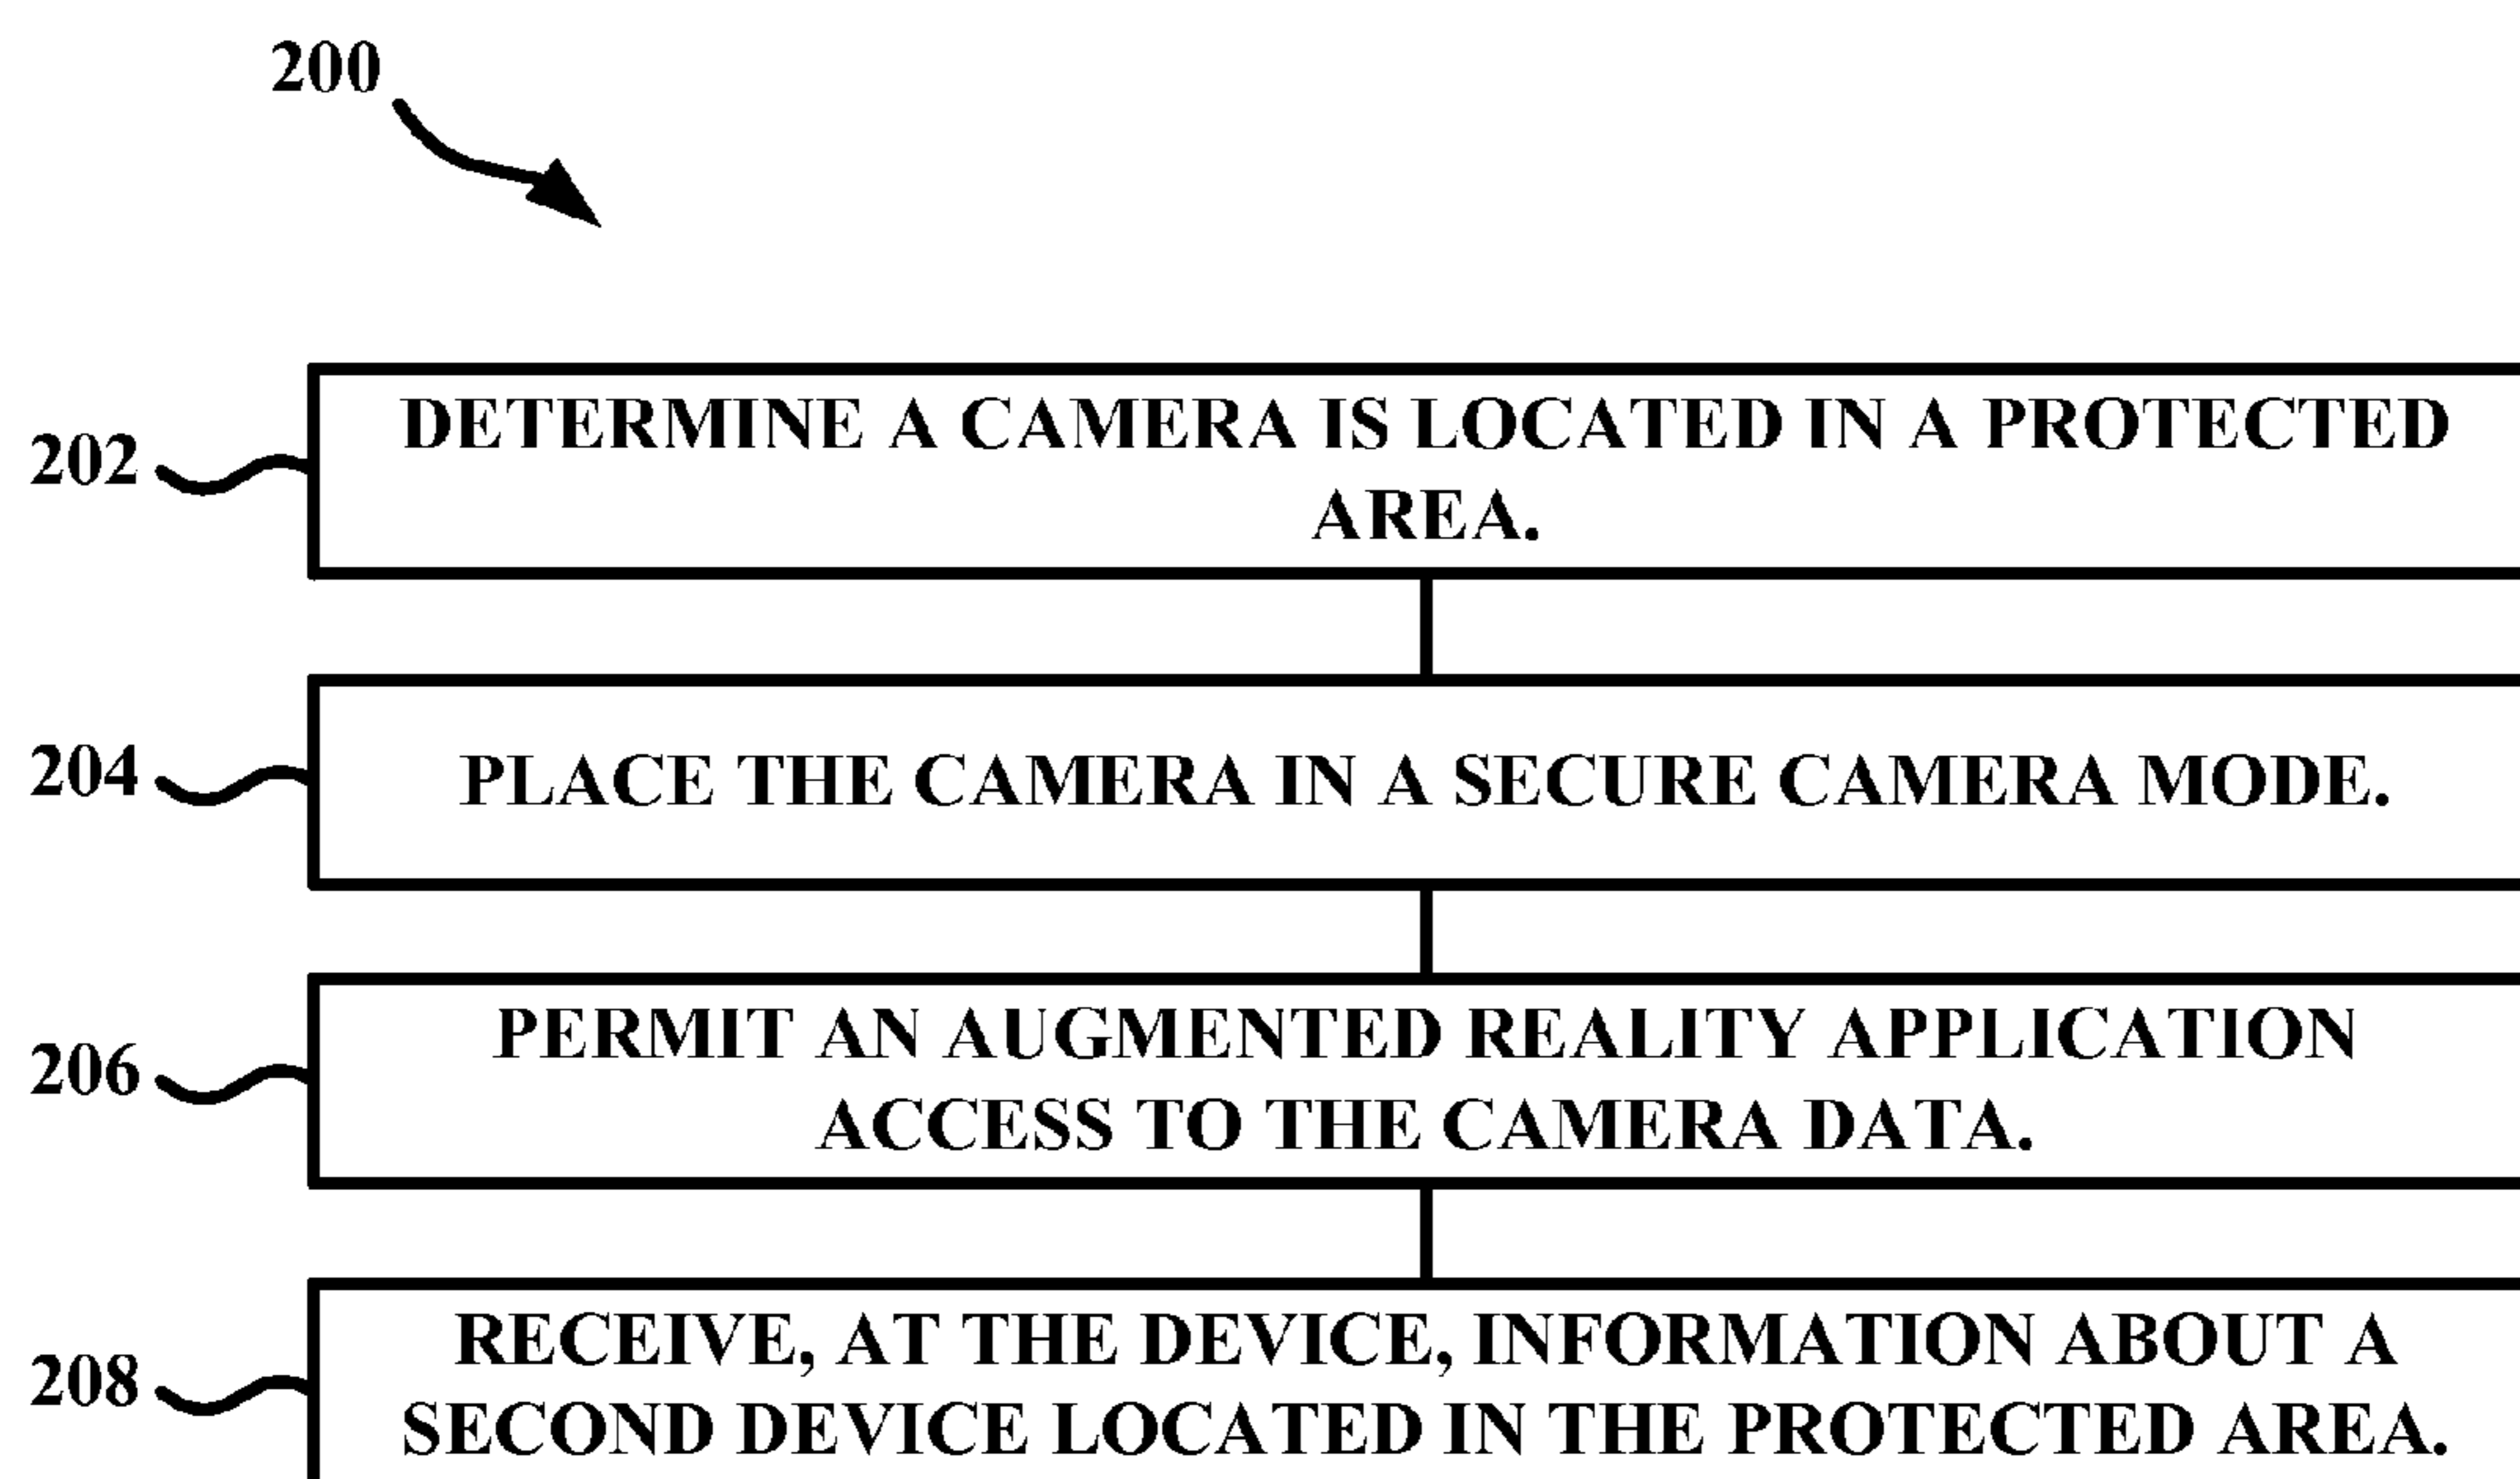 200
202
DETERMINE A CAMERA IS LOCATED IN A PROTECTED
AREA.
204
PLACE THE CAMERA IN A SECURE CAMERA MODE.
206
PERMIT AN AUGMENTED REALITY APPLICATION
ACCESS TO THE CAMERA DATA.
208
RECEIVE, AT THE DEVICE, INFORMATION ABOUT A
SECOND DEVICE LOCATED IN THE PROTECTED AREA.